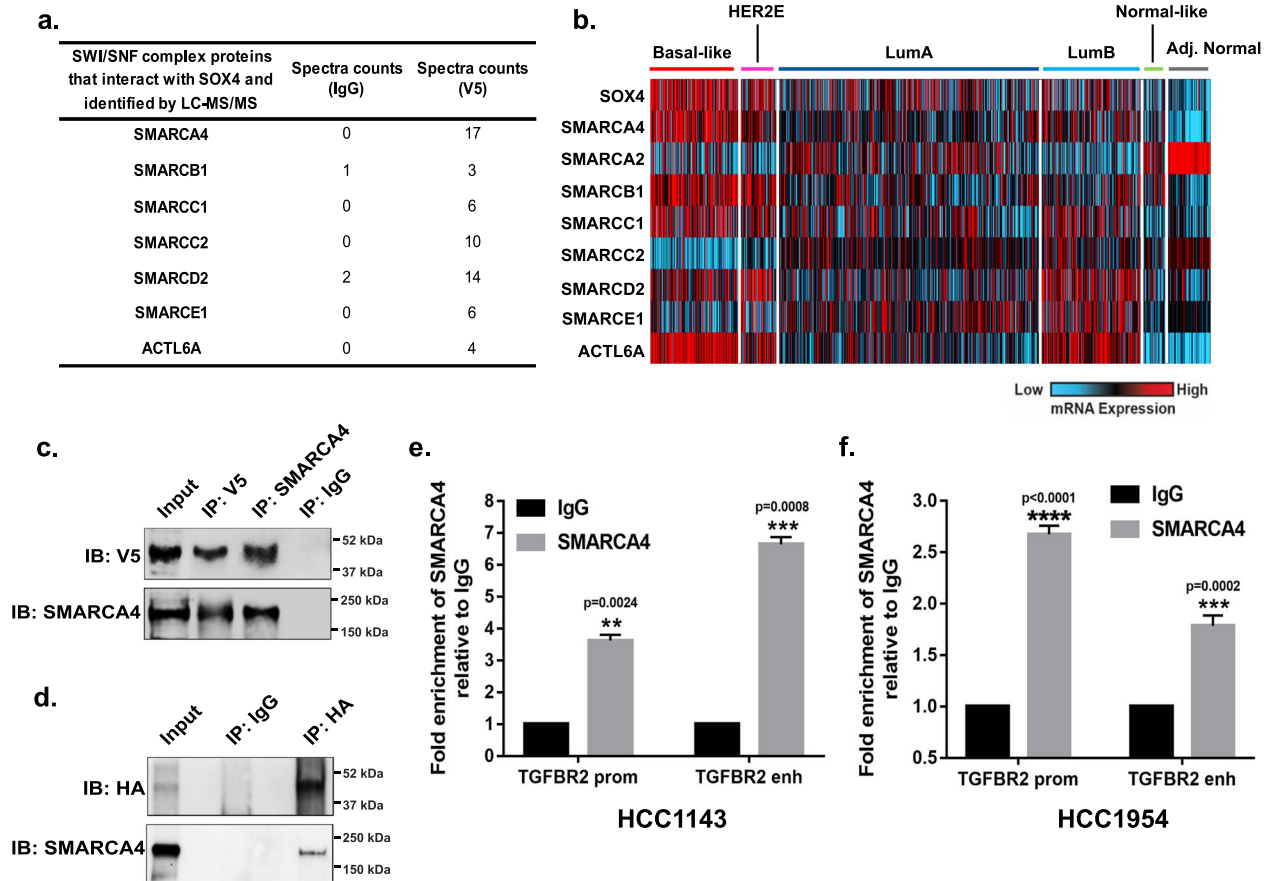 a.
SWI/SNF complex proteins
that interact with SOX4 and
identified by LC-MS/MS
Spectra counts
(IgG)
Spectra counts
(V5)
SMARCA4 0 17
SMARCB1 1 3
SMARCC1 0 6
SMARCC2 0 10
SMARCD2 2 14
SMARCE1 0 6
ACTL6A 0 4
b.
HER2E
Normal-like
Basal-like
LumA
LumB
Adj. Normal
SOX4
SMARCA4
SMARCA2
SMARCB1
SMARCC1
SMARCC2
SMARCD2
SMARCE1
ACTL6A
Low
High
mRNA Expression
c.
Input
IP: V5
IP: SMARCA4
IP: IgG
IB: V5
52 kDa
37 kDa
IB: SMARCA4
250 kDa
150 kDa
d.
Input
IP: IgG
IP: HA
IB: HA
52 kDa
37 kDa
IB: SMARCA4
250 kDa
150 kDa
e.
Fold enrichment of SMARCA4
relative to IgG
8
7
6
5
4
3
2
1
0
IgG
SMARCA4
p=0.0024
**
p=0.0008
***
TGFBR2 prom
TGFBR2 enh
HCC1143
f.
Fold enrichment of SMARCA4
relative to IgG
3.0
2.5
2.0
1.5
1.0
0.5
IgG
SMARCA4
p<0.0001
****
p=0.0002
***
TGFBR2 prom
TGFBR2 enh
HCC1954